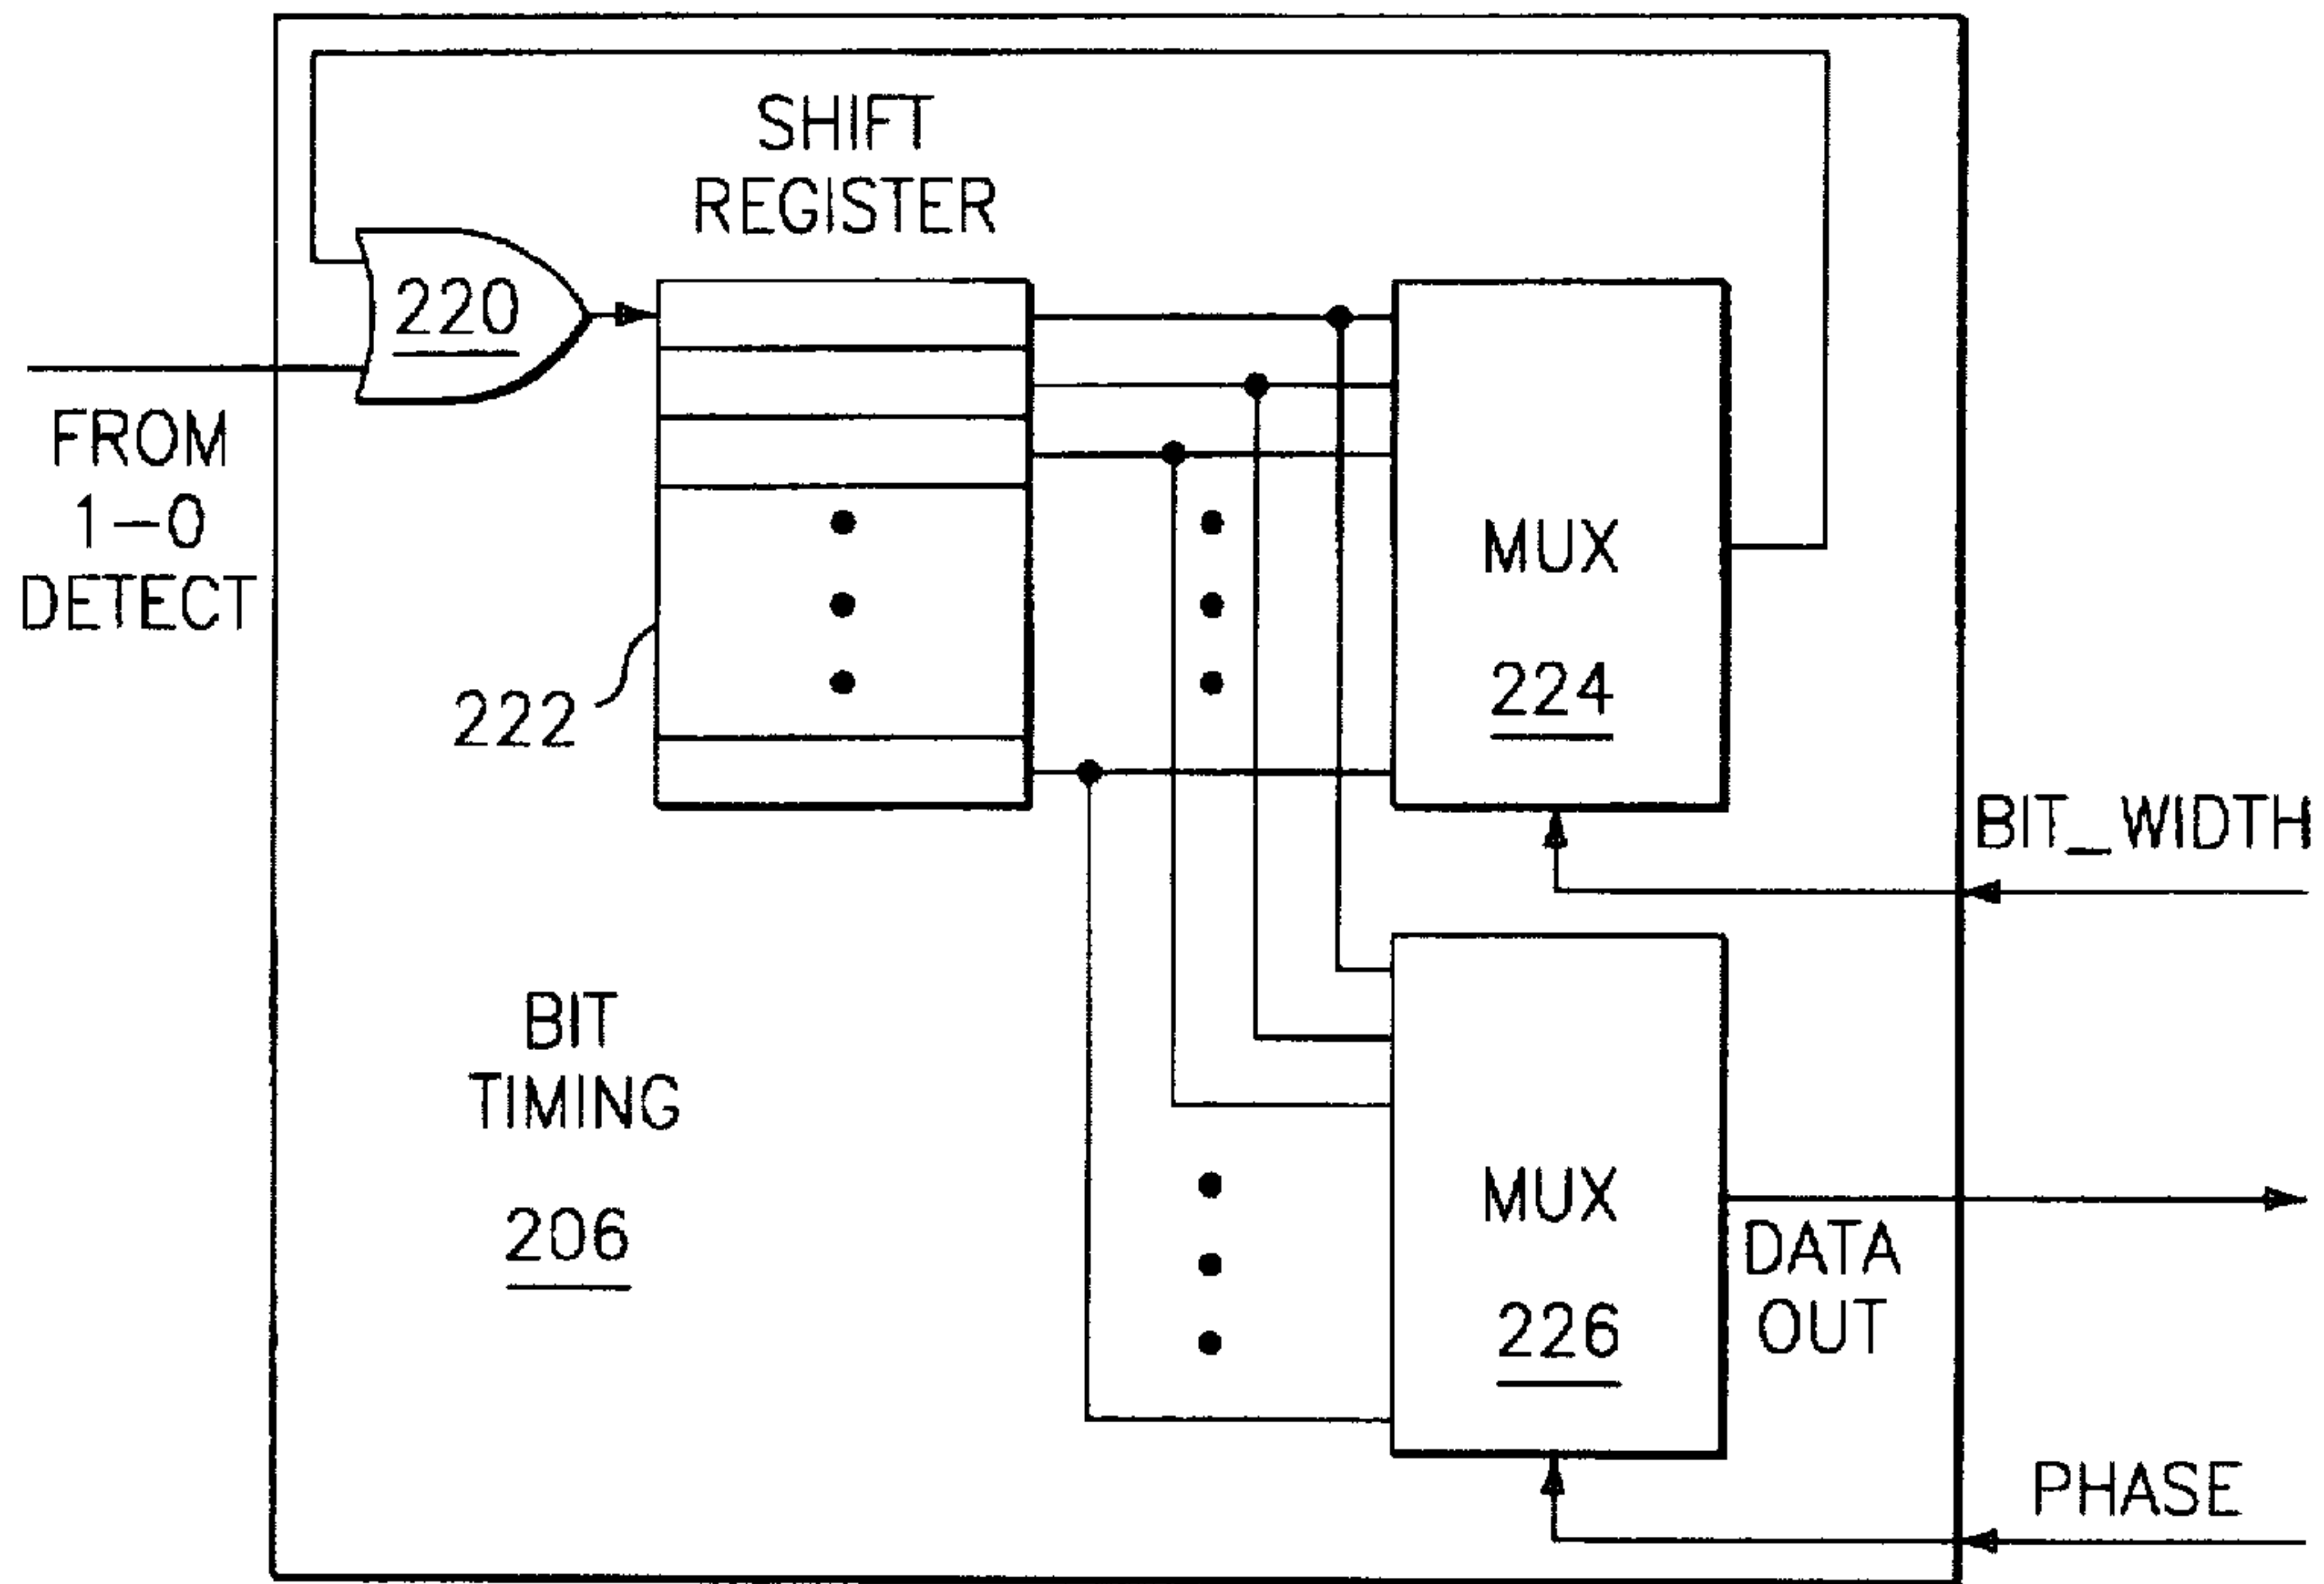 SHIFT
REGISTER
220
FROM
1-0
DETECT
222
MUX
224
BIT_WIDTH
BIT
TIMING
206
MUX
226
DATA
OUT
PHASE